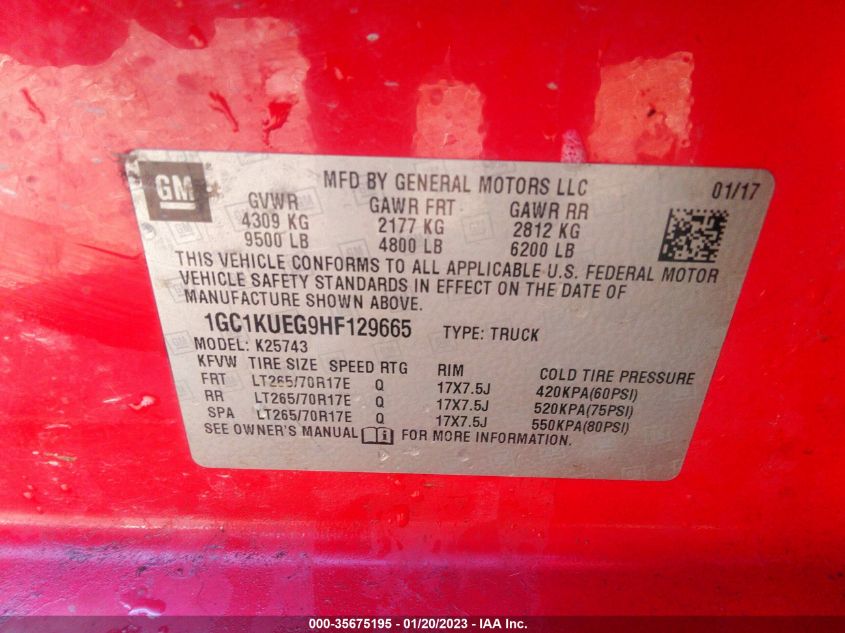 GM
MFD BY GENERAL MOTORS LLC 01/17
GVWR GAWR FRT GAWR RR
4309 KG 2177 KG 2812 KG
9500 LB 4800 LB 6200 LB
THIS VEHICLE CONFORMS TO ALL APPLICABLE U.S. FEDERAL MOTOR
VEHICLE SAFETY STANDARDS IN EFFECT ON THE DATE OF
MANUFACTURE SHOWN ABOVE.
1GC1KUEG9HF129665 TYPE: TRUCK
MODEL: K25743
KFVW TIRE SIZE SPEED RTG RIM COLD TIRE PRESSURE
FRT LT265/70R17E Q 17X7.5J 420KPA(60PSI)
RR LT265/70R17E Q 17X7.5J 520KPA(75PSI)
SPA LT265/70R17E Q 17X7.5J 550KPA(80PSI)
SEE OWNER'S MANUAL FOR MORE INFORMATION.
000-35675195 - 01/20/2023 - IAA Inc.